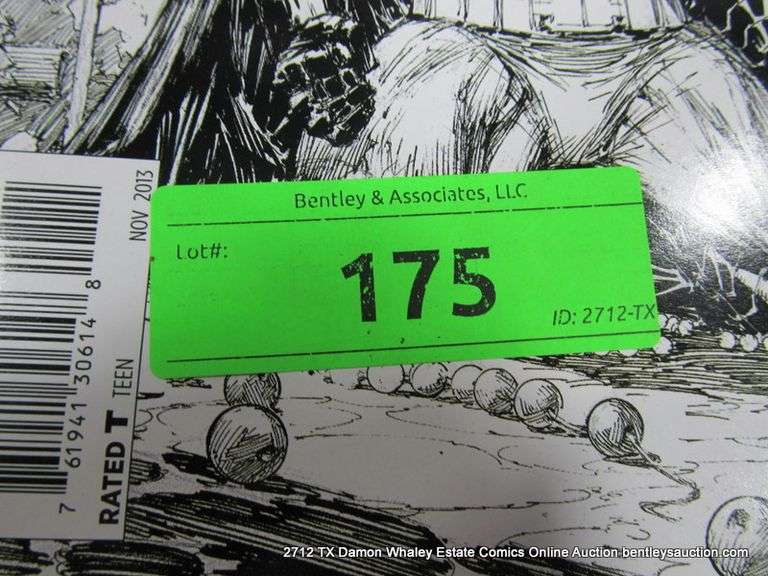 Bentley & Associates, LLC
Lot#:
175
ID: 2712-TX
NOV 2013
7 61941 30614 8
RATED T TEEN
2712 TX Damon Whaley Estate Comics Online Auction bentleysauction.com